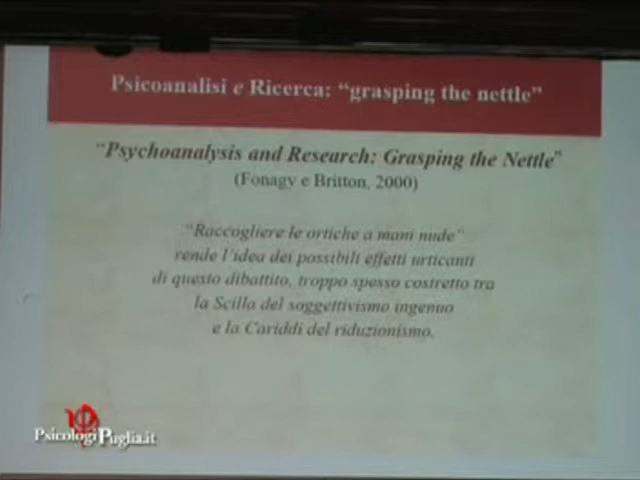 Psicoanalisi e Ricerca: “grasping the nettle”
“Psychoanalysis and Research: Grasping the Nettle”
(Fonagy e Britton, 2000)
“Raccogliere le ortiche a mani nude”
rende l’idea dei possibili effetti urticanti
di questo dibattito, troppo spesso costretto tra
la Scilla del soggettivismo ingenuo
e la Cariddi del riduzionismo.
PsicologiPuglia.it